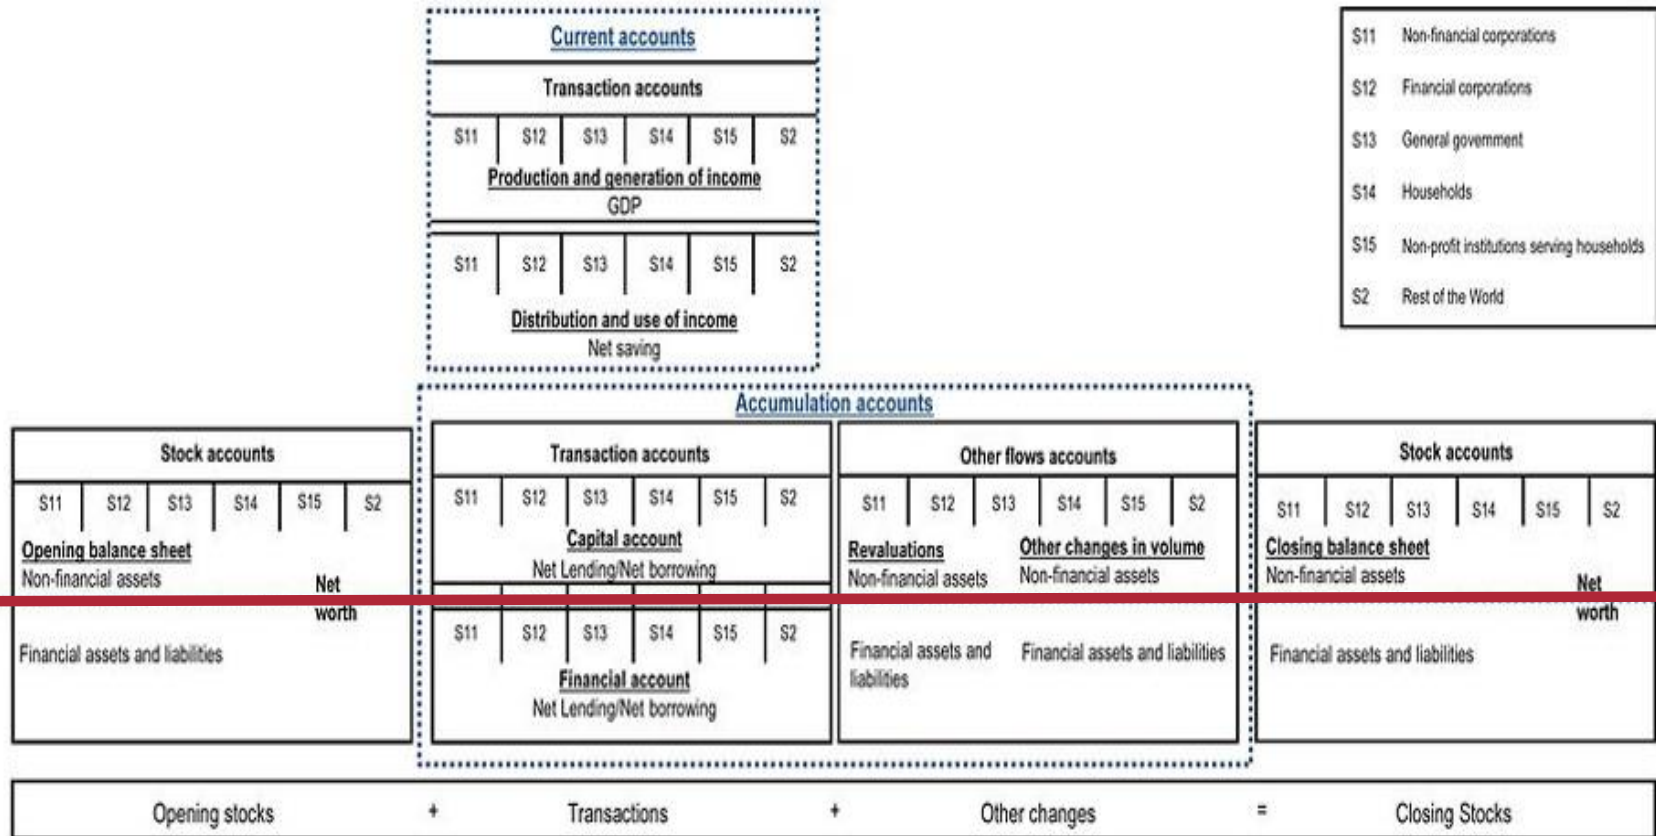 Current accounts
Transaction accounts
S11 S12 S13 S14 S15 S2
Production and generation of income
GDP
S11 S12 S13 S14 S15 S2
Distribution and use of income
Net saving
S11 Non-financial corporations
S12 Financial corporations
S13 General government
S14 Households
S15 Non-profit institutions serving households
S2 Rest of the World
Accumulation accounts
Stock accounts
S11 S12 S13 S14 S15 S2
Opening balance sheet
Non-financial assets
Net
worth
Financial assets and liabilities
Transaction accounts
S11 S12 S13 S14 S15 S2
Capital account
Net Lending/Net borrowing
S11 S12 S13 S14 S15 S2
Financial account
Net Lending/Net borrowing
Other flows accounts
S11 S12 S13 S14 S15 S2
Revaluations
Non-financial assets
Financial assets and
liabilities
Other changes in volume
Non-financial assets
Financial assets and liabilities
Stock accounts
S11 S12 S13 S14 S15 S2
Closing balance sheet
Non-financial assets
Net
worth
Financial assets and liabilities
Opening stocks + Transactions + Other changes = Closing Stocks